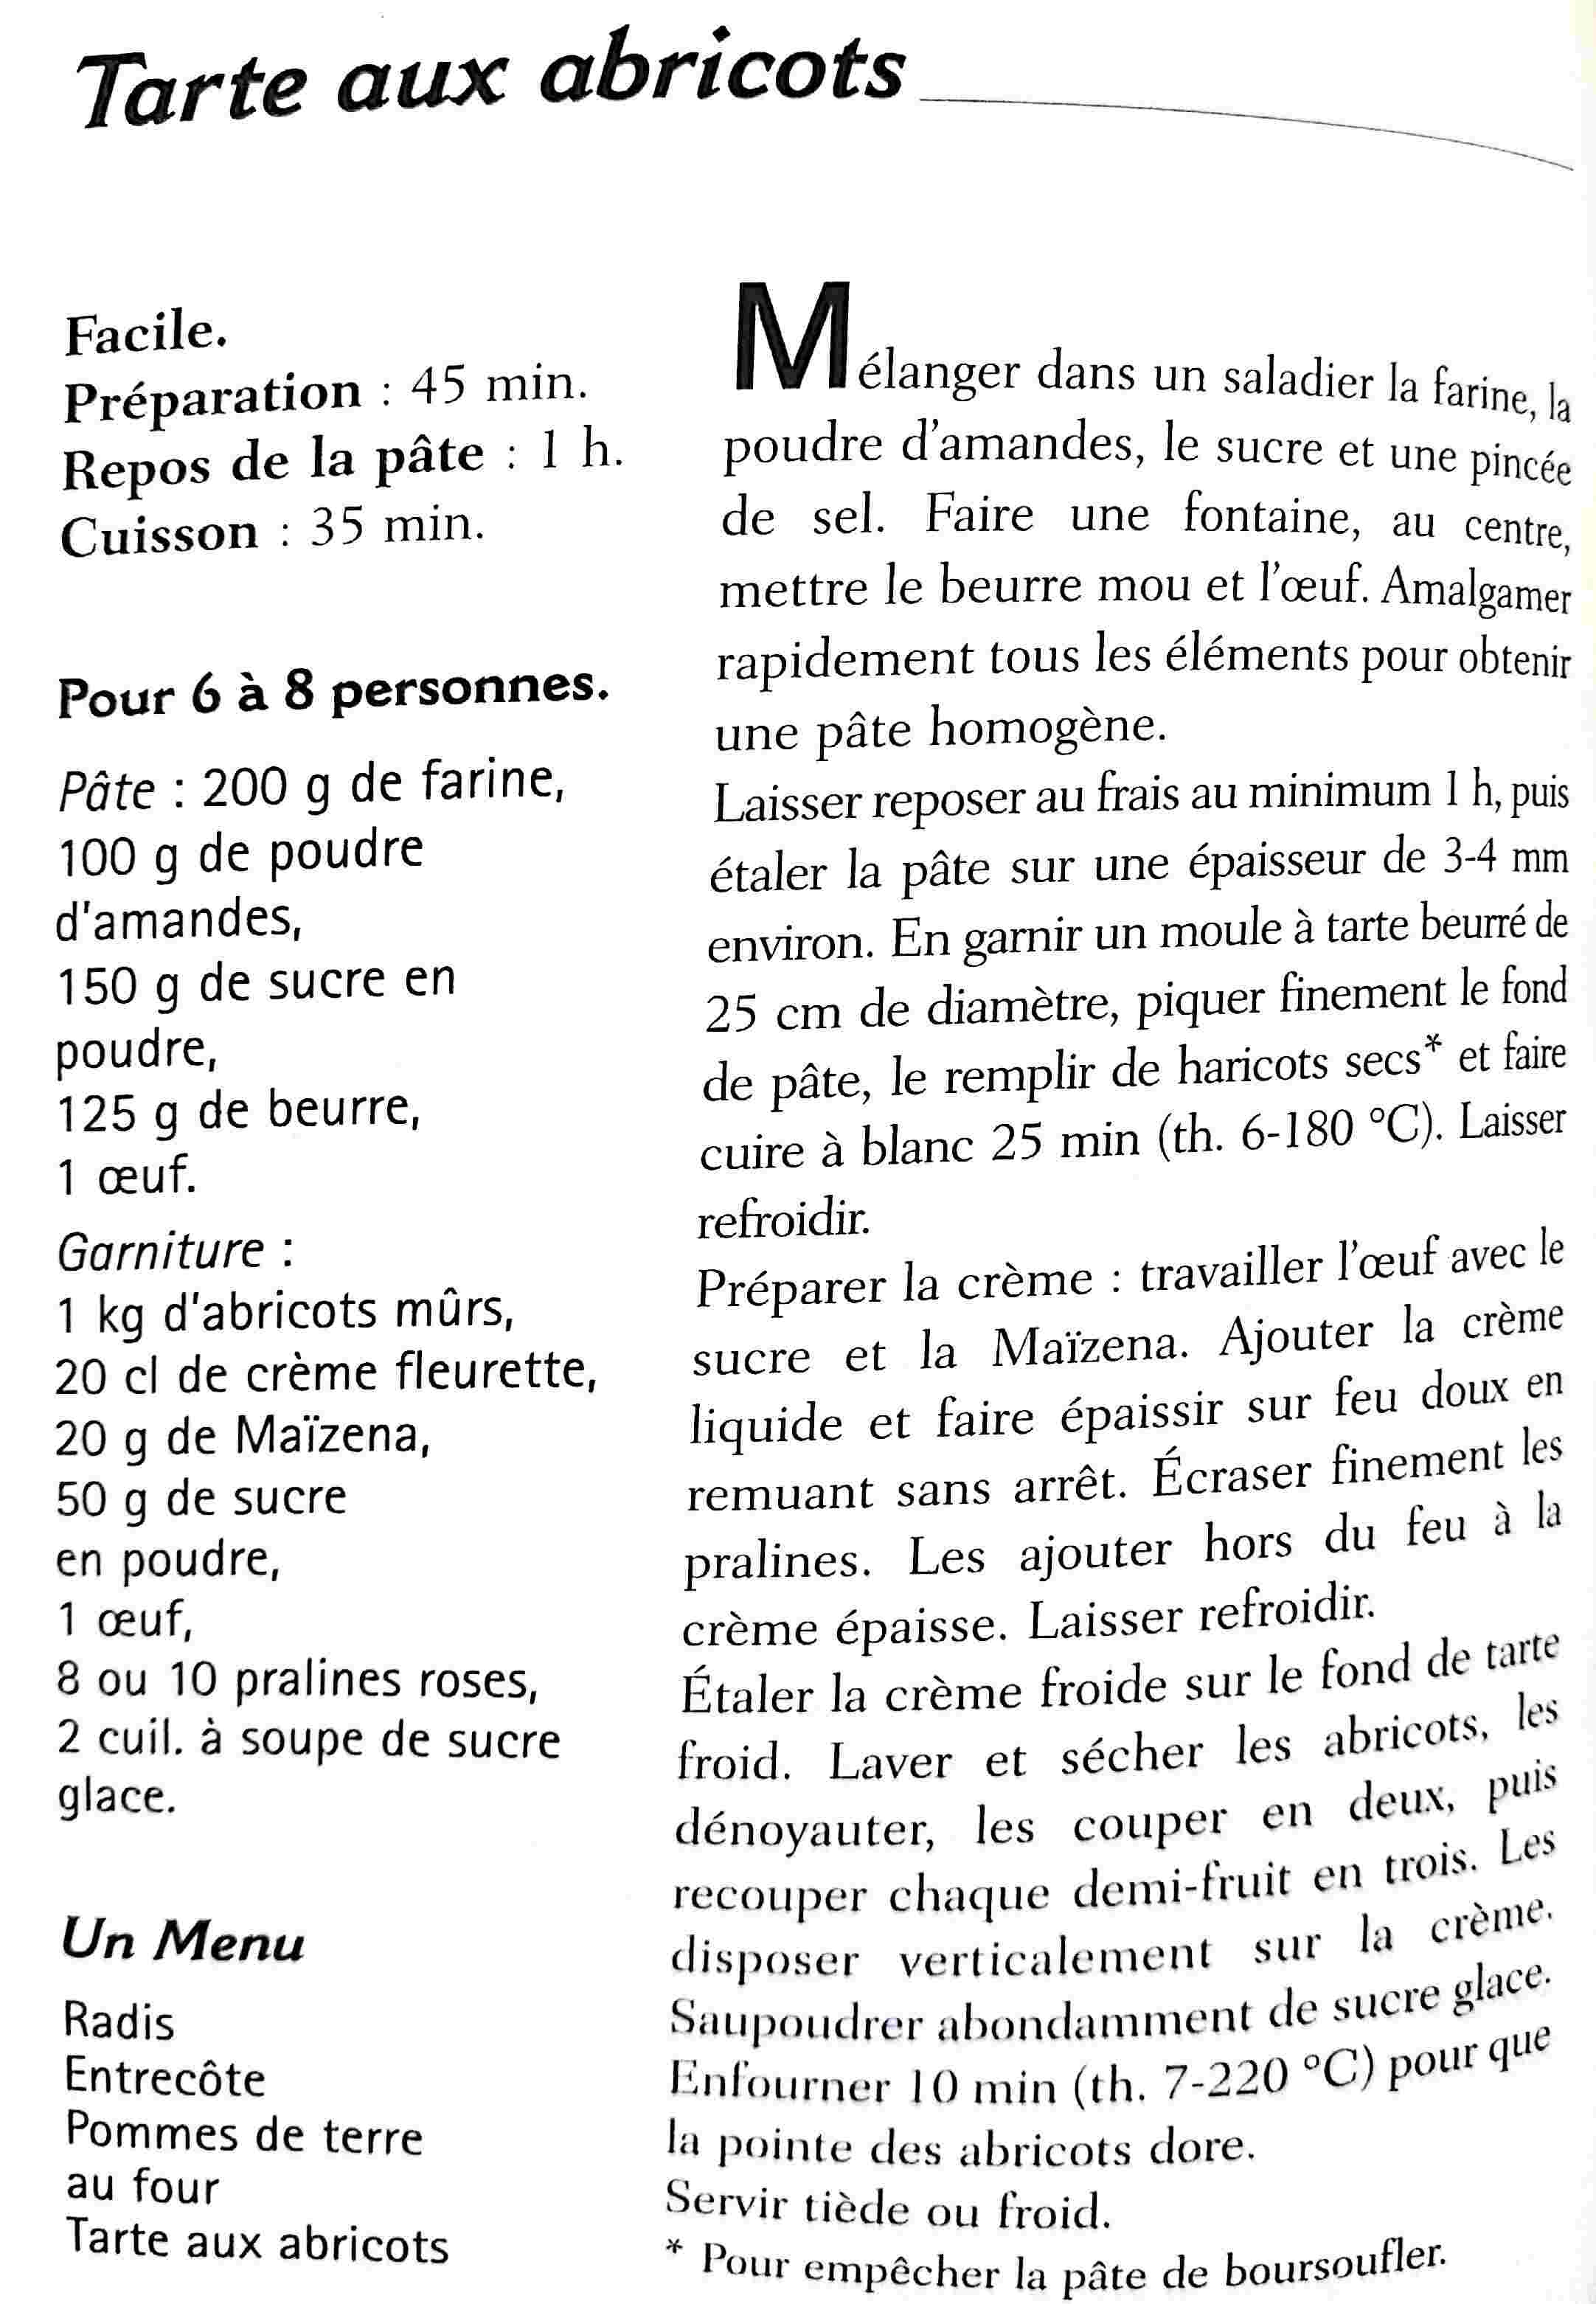 Tarte aux abricots
Facile.
Préparation : 45 min.
Repos de la pâte : 1 h.
Cuisson : 35 min.
Pour 6 à 8 personnes.
Pâte : 200 g de farine,
100 g de poudre
d'amandes,
150 g de sucre en
poudre,
125 g de beurre,
1 œuf.
Garniture :
1 kg d'abricots mûrs,
20 cl de crème fleurette,
20 g de Maïzena,
50 g de sucre
en poudre,
1 œuf,
8 ou 10 pralines roses,
2 cuil. à soupe de sucre
glace.
Un Menu
Radis
Entrecôte
Pommes de terre
au four
Tarte aux abricots
Mélanger dans un saladier la farine, la
poudre d'amandes, le sucre et une pincée
de sel. Faire une fontaine, au centre,
mettre le beurre mou et l'œuf. Amalgamer
rapidement tous les éléments pour obtenir
une pâte homogène.
Laisser reposer au frais au minimum 1 h, puis
étaler la pâte sur une épaisseur de 3-4 mm
environ. En garnir un moule à tarte beurré de
25 cm de diamètre, piquer finement le fond
de pâte, le remplir de haricots secs* et faire
cuire à blanc 25 min (th. 6-180 °C). Laisser
refroidir.
Préparer la crème : travailler l'œuf avec le
sucre et la Maïzena. Ajouter la crème
liquide et faire épaissir sur feu doux en
remuant sans arrêt. Écraser finement les
pralines. Les ajouter hors du feu à la
crème épaisse. Laisser refroidir.
Étaler la crème froide sur le fond de tarte
froid. Laver et sécher les abricots, les
dénoyauter, les couper en deux, puis
recouper chaque demi-fruit en trois. Les
disposer verticalement sur la crème.
Saupoudrer abondamment de sucre glace.
Enfourner 10 min (th. 7-220 °C) pour que
la pointe des abricots dore.
Servir tiède ou froid.
* Pour empêcher la pâte de boursoufler.